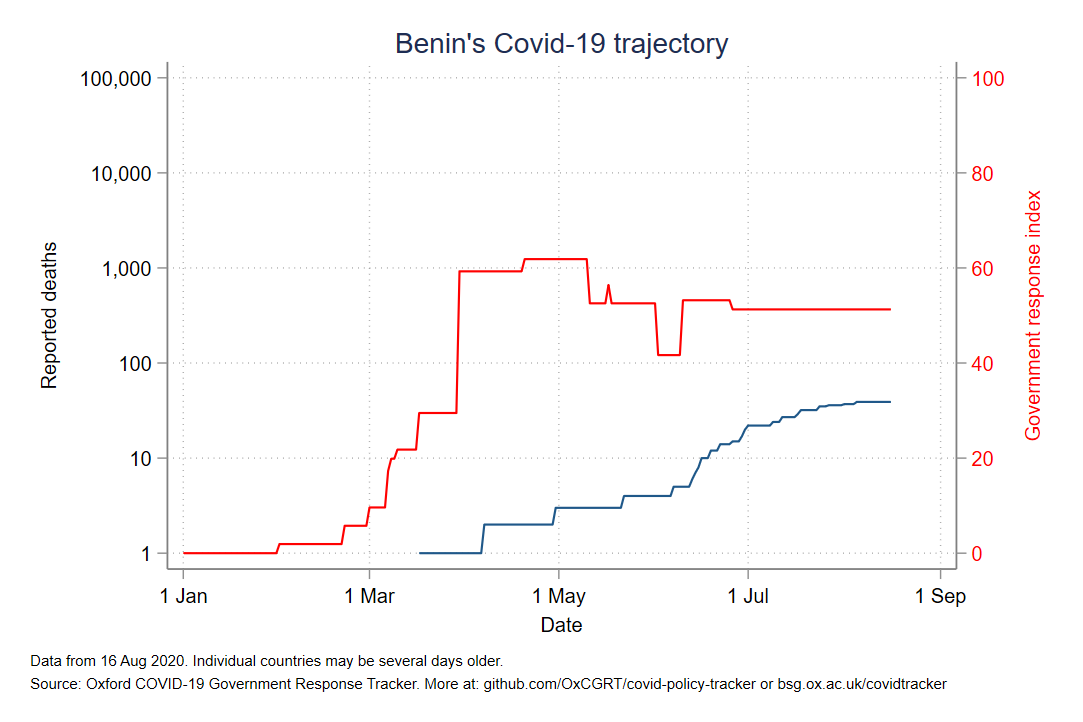 Benin's Covid-19 trajectory
100,000
10,000
1,000
100
10
1
Reported deaths
100
80
60
40
20
0
Government response index
1 Jan 1 Mar 1 May 1 Jul 1 Sep
Date
Data from 16 Aug 2020. Individual countries may be several days older.
Source: Oxford COVID-19 Government Response Tracker. More at: github.com/OxCGRT/covid-policy-tracker or bsg.ox.ac.uk/covidtracker